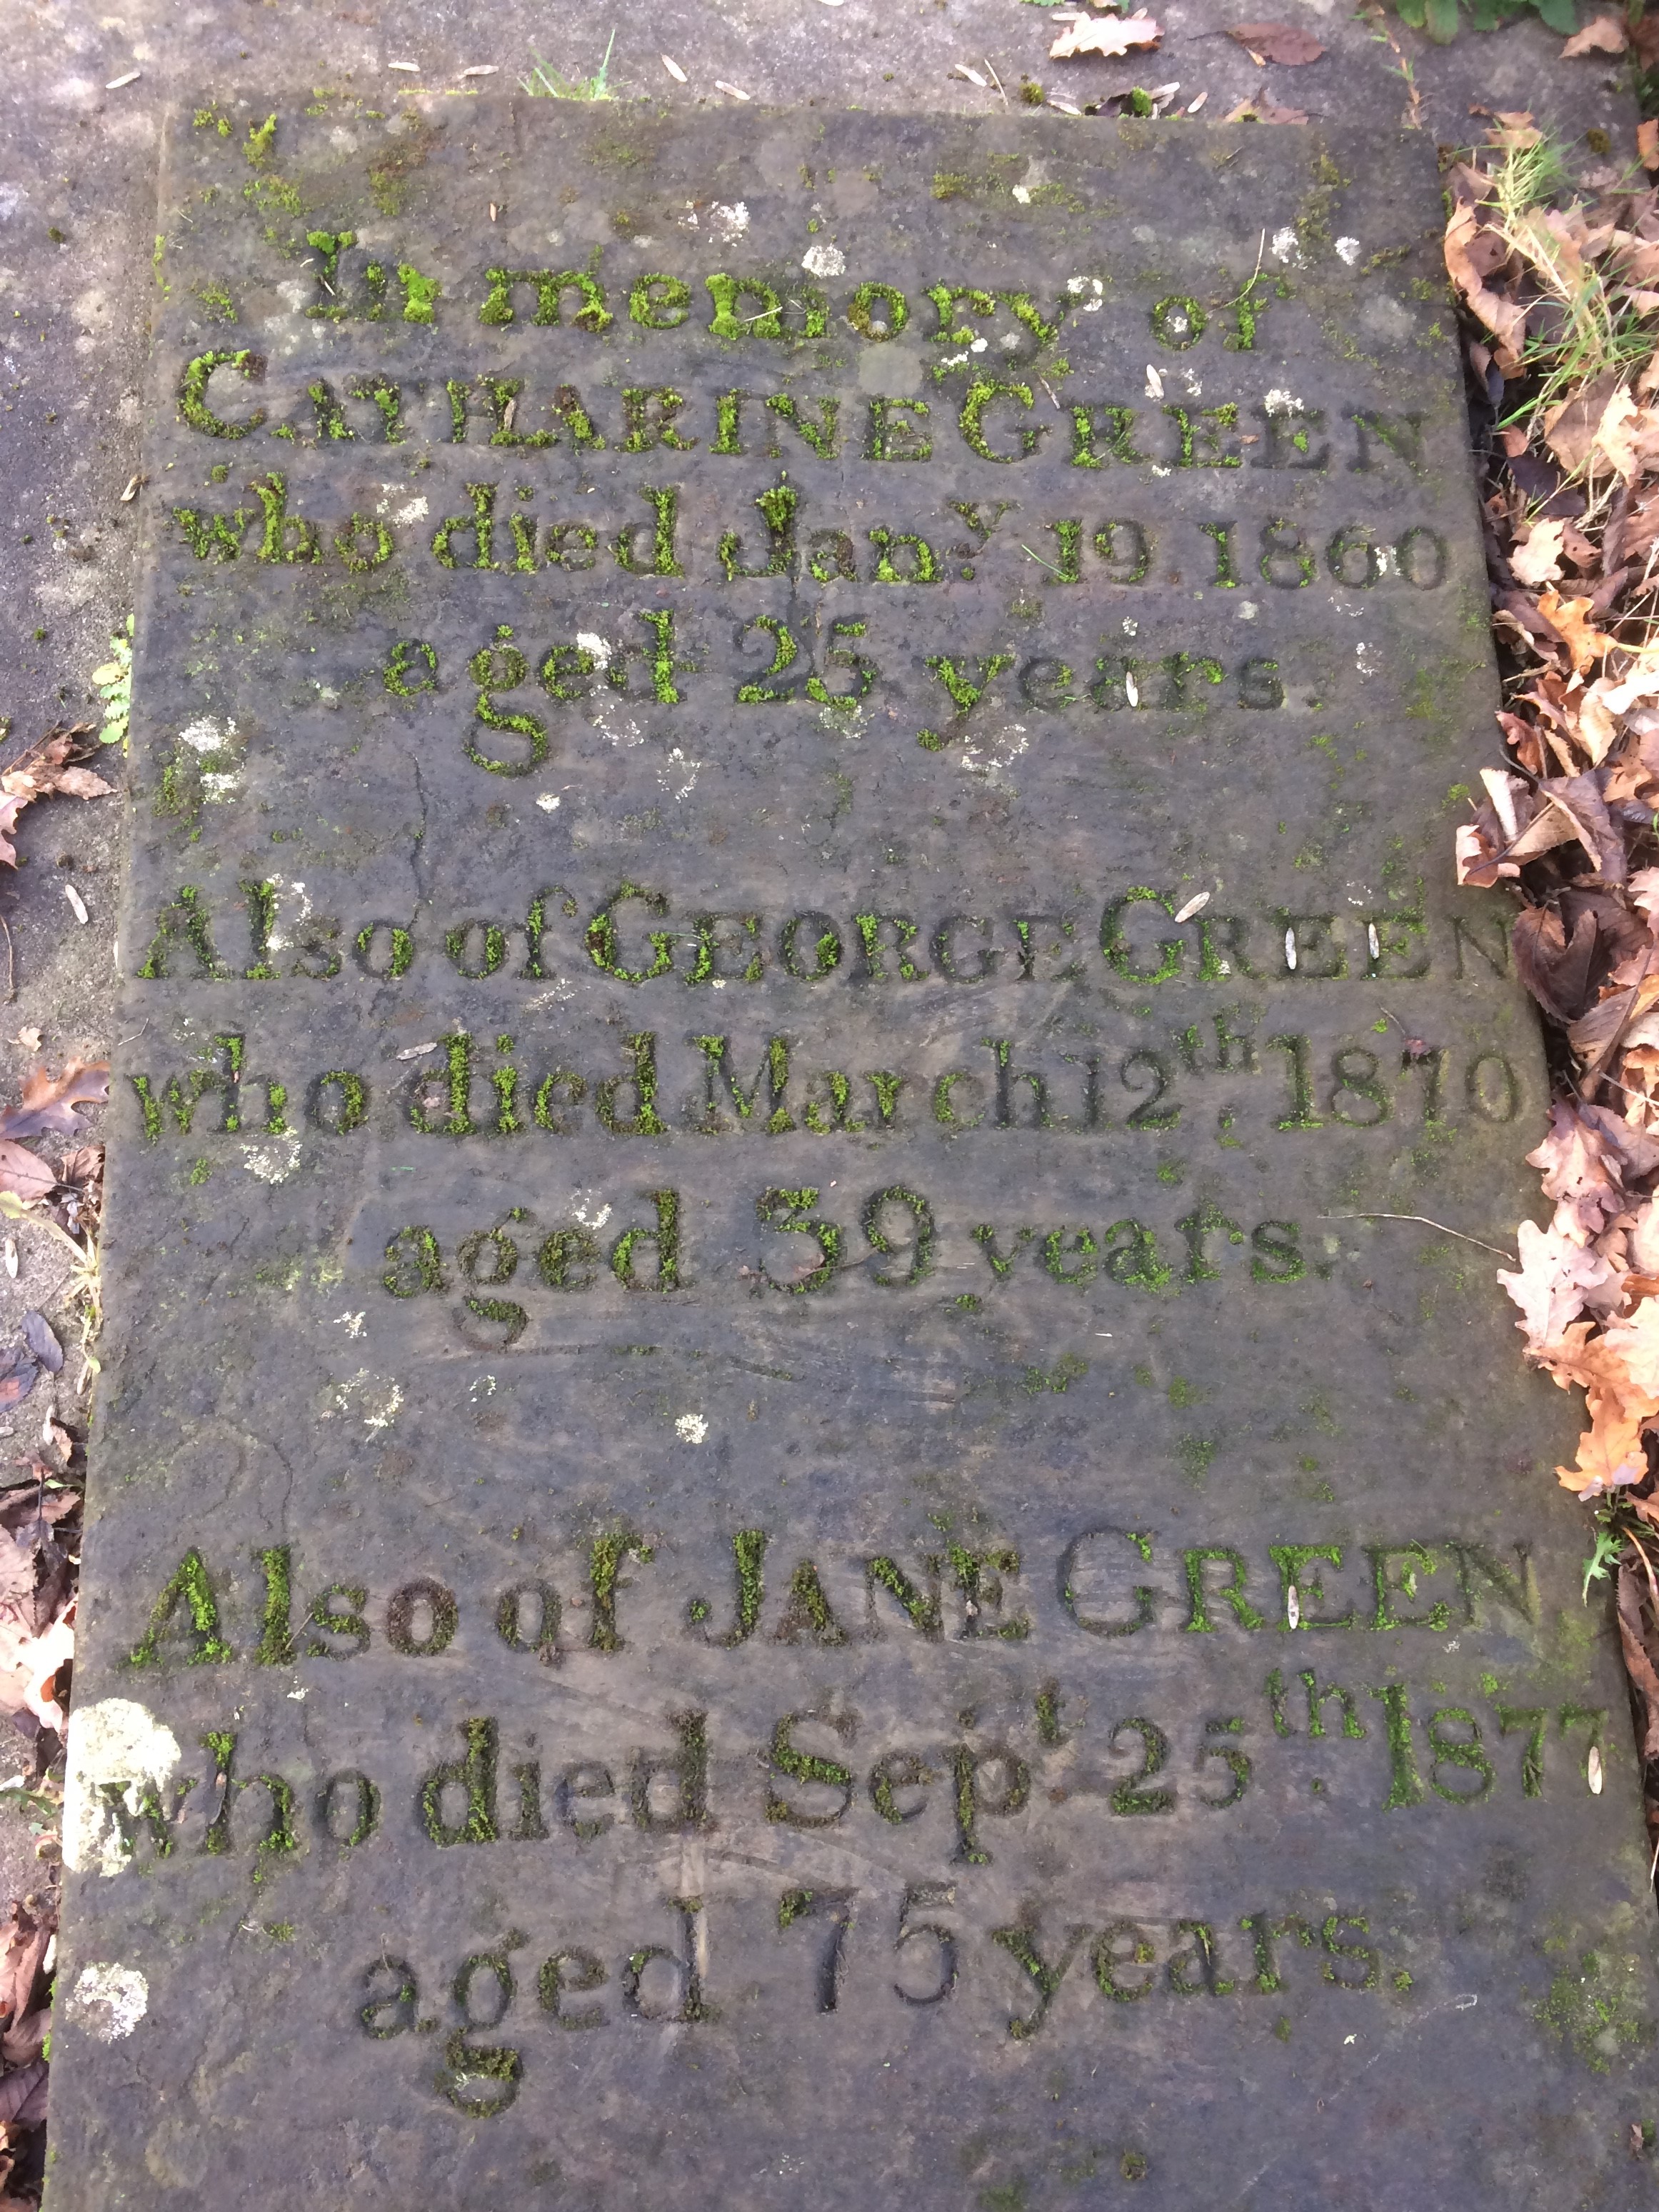 In memory of
CATHARINE GREEN
who died Jan.y 19. 1860
aged 25 years.
Also of GEORGE GREEN
who died March 12th. 1870
aged 39 years.
Also of JANE GREEN
who died Sept. 25th. 1877
aged 75 years.